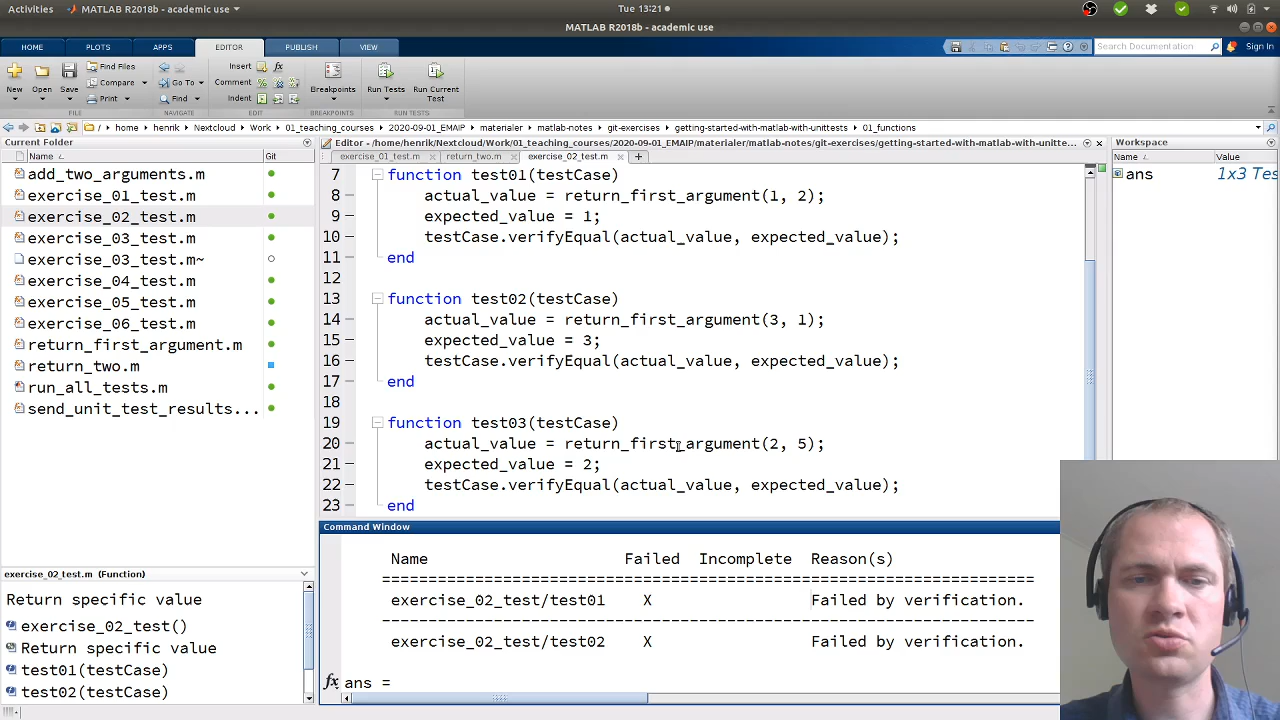 Activities MATLAB R2018b - academic use Tue 13:21
MATLAB R2018b - academic use
HOME PLOTS APPS EDITOR PUBLISH VIEW Search Documentation Sign In
New Open Save Find Files Compare Print Go To Find Insert Comment Indent Breakpoints Run Tests Run Current Test
FILE NAVIGATE EDIT BREAKPOINTS RUN TESTS
/ home henrik Nextcloud Work 01_teaching_courses 2020-09-01_EMAIP materialer matlab-notes git-exercises getting-started-with-matlab-with-unittests 01_functions
Current Folder
Name Git
add_two_arguments.m
exercise_01_test.m
exercise_02_test.m
exercise_03_test.m
exercise_03_test.m~
exercise_04_test.m
exercise_05_test.m
exercise_06_test.m
return_first_argument.m
return_two.m
run_all_tests.m
send_unit_test_results...
exercise_02_test.m (Function)
Return specific value
exercise_02_test()
Return specific value
test01(testCase)
test02(testCase)
Editor - /home/henrik/Nextcloud/Work/01_teaching_courses/2020-09-01_EMAIP/materialer/matlab-notes/git-exercises/getting-started-with-matlab-with-unitte...
exercise_01_test.m return_two.m exercise_02_test.m
7 function test01(testCase)
8 actual_value = return_first_argument(1, 2);
9 expected_value = 1;
10 testCase.verifyEqual(actual_value, expected_value);
11 end
12
13 function test02(testCase)
14 actual_value = return_first_argument(3, 1);
15 expected_value = 3;
16 testCase.verifyEqual(actual_value, expected_value);
17 end
18
19 function test03(testCase)
20 actual_value = return_first_argument(2, 5);
21 expected_value = 2;
22 testCase.verifyEqual(actual_value, expected_value);
23 end
Command Window
Name Failed Incomplete Reason(s)
================================================================
exercise_02_test/test01 X Failed by verification.
----------------------------------------------------------------
exercise_02_test/test02 X Failed by verification.
fx ans =
Workspace
Name Value
ans 1x3 Tes